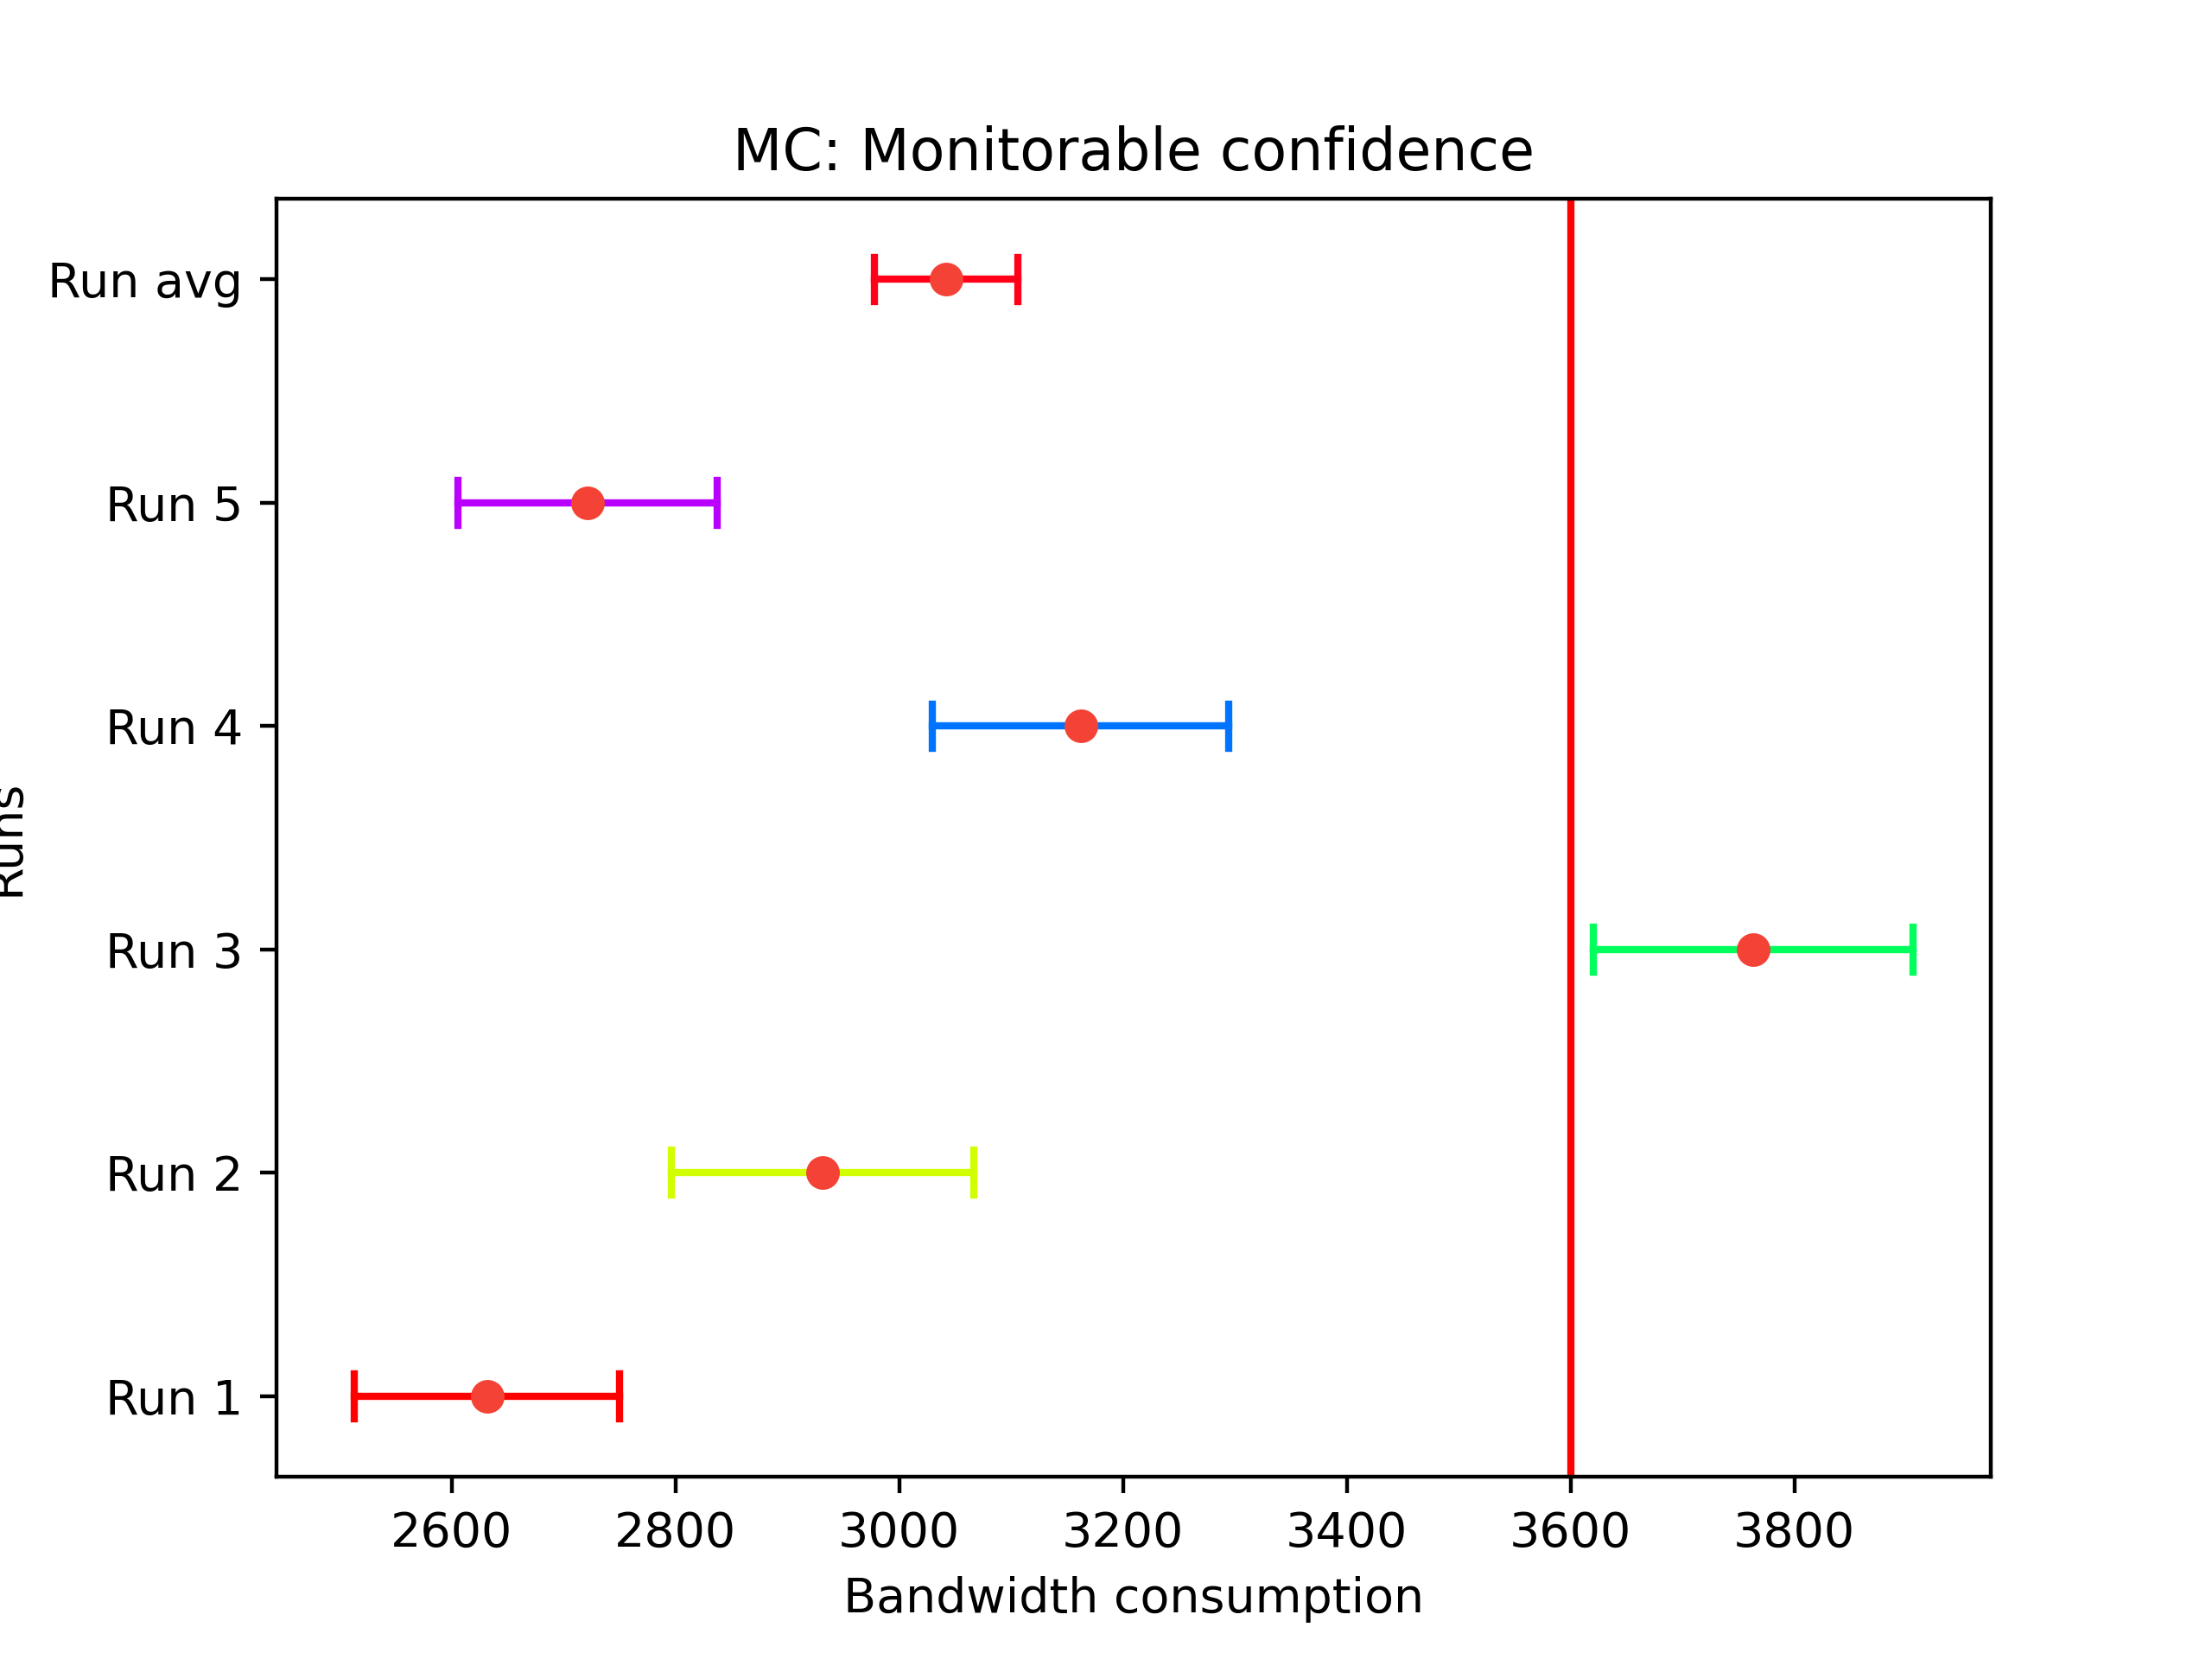 MC: Monitorable confidence
Run avg
Run 5
Run 4
Runs
Run 3
Run 2
Run 1
2600 2800 3000 3200 3400 3600 3800
Bandwidth consumption